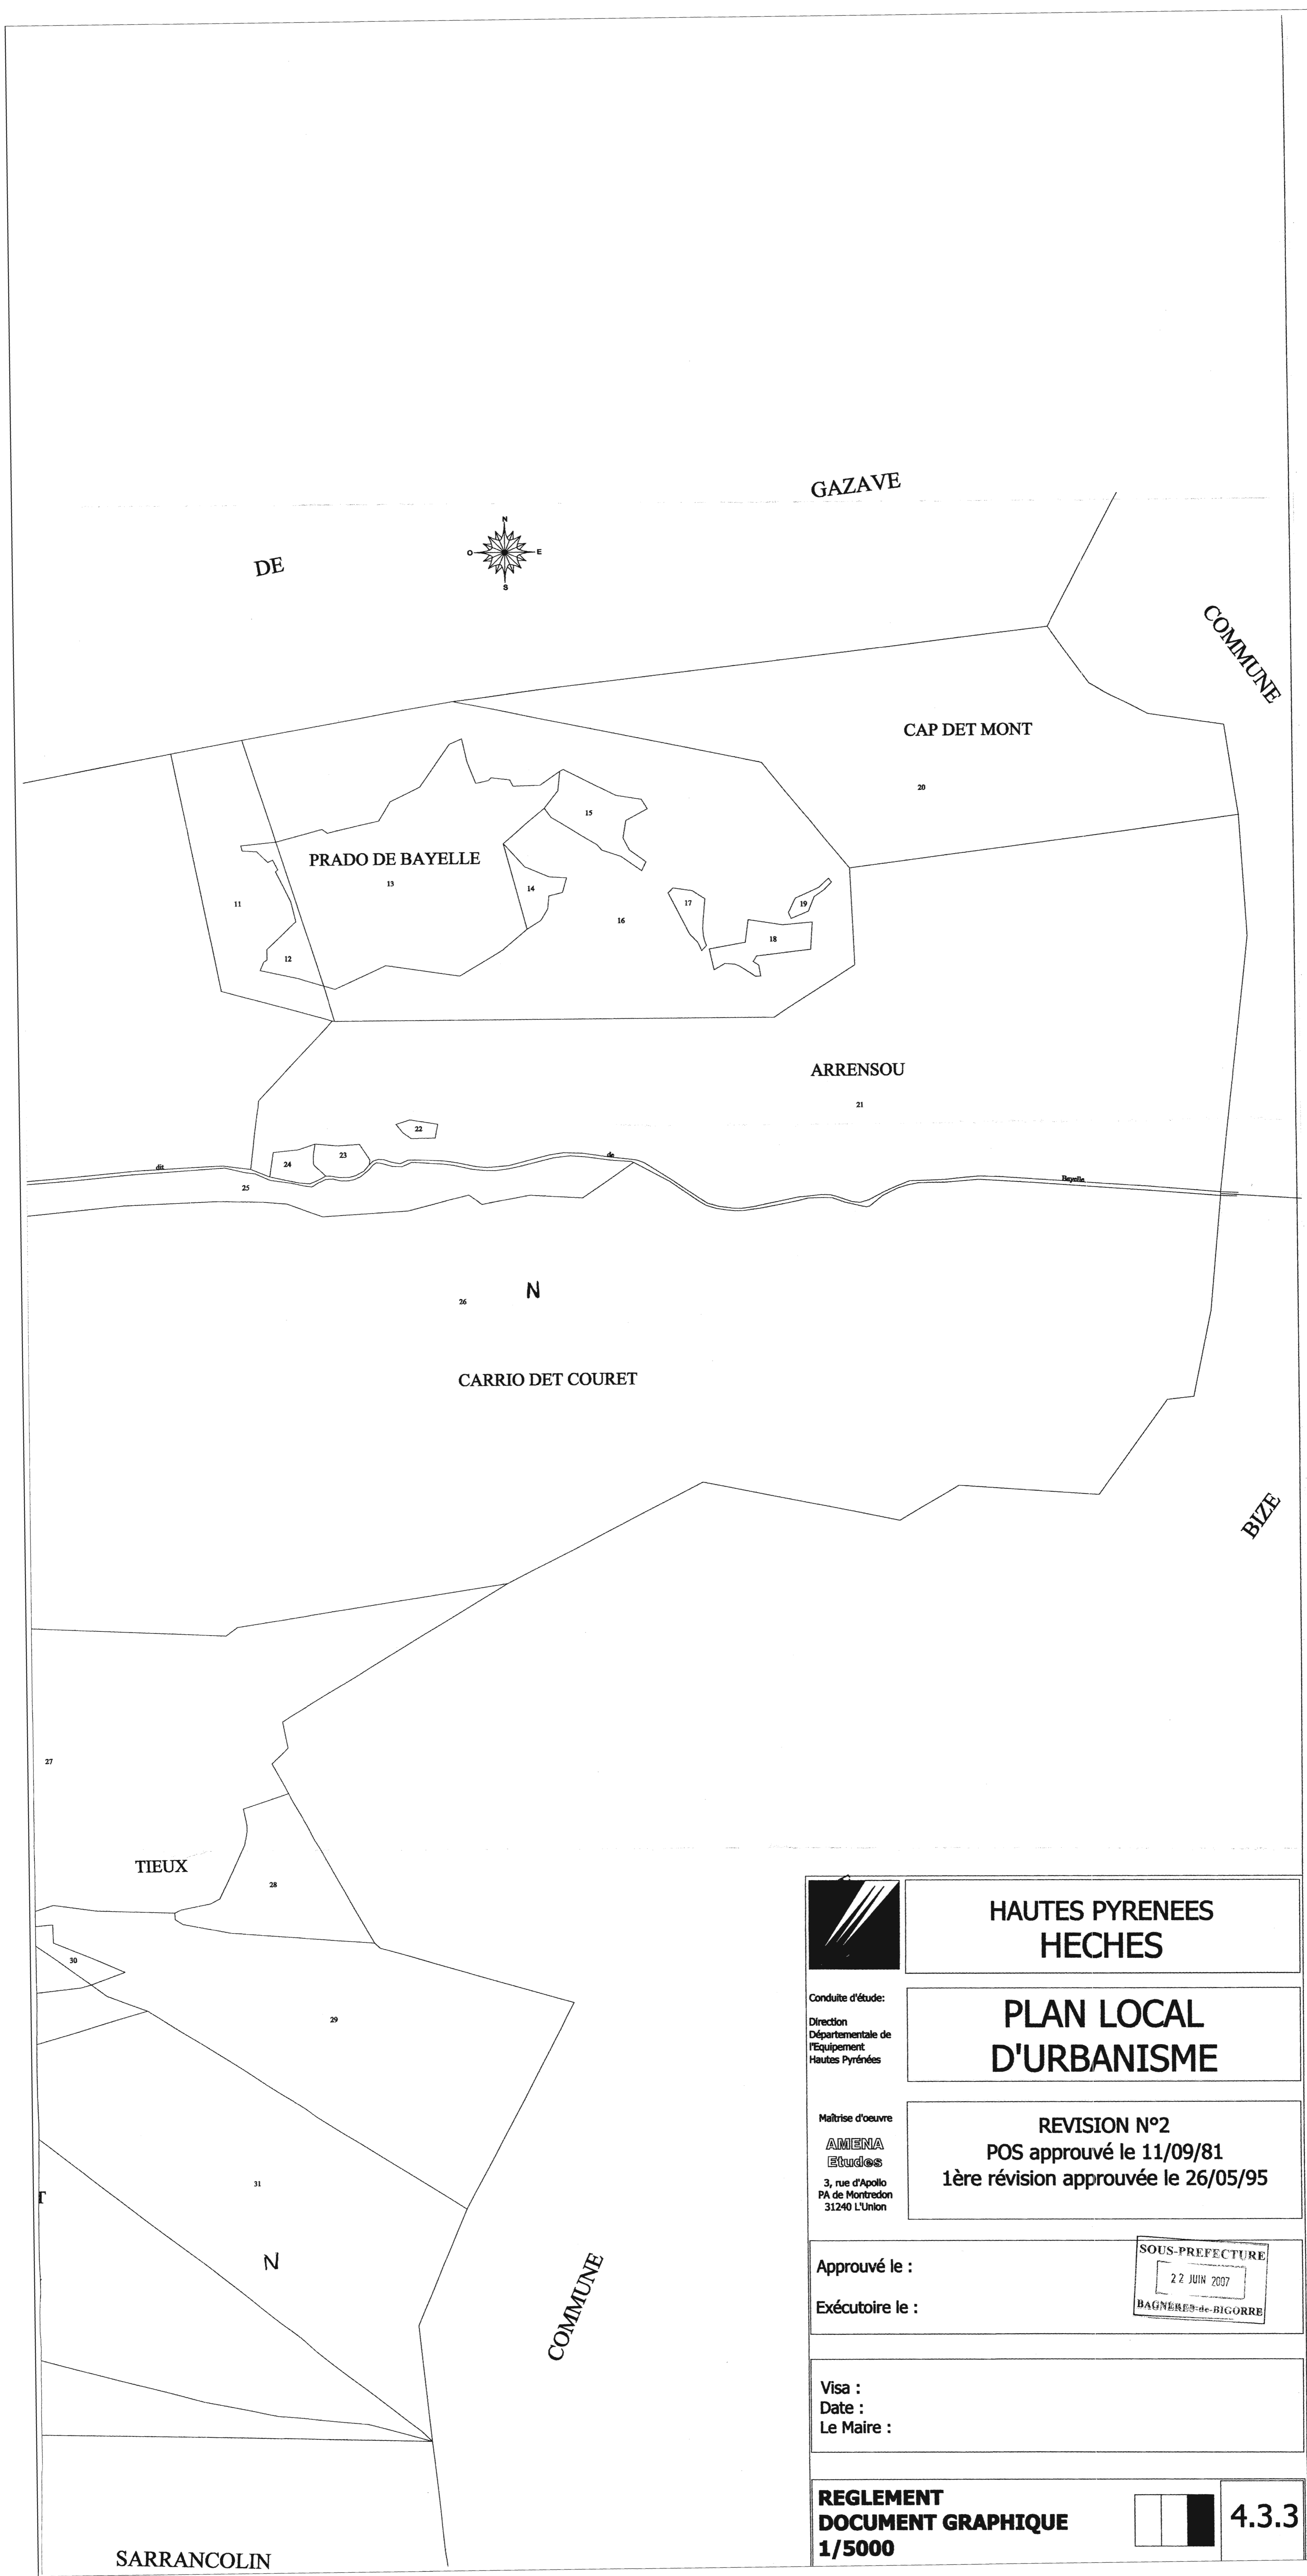 GAZAVE
N
O
E
S
DE
COMMUNE
CAP DET MONT
20
15
PRADO DE BAYELLE
13
14
11
17
19
16
18
12
ARRENSOU
21
22
23
24
dit
de
Bayelle
25
N
26
CARRIO DET COURET
BIZE
27
TIEUX
28
30
29
31
T
N
COMMUNE
SARRANCOLIN
HAUTES PYRENEES
HECHES
Conduite d'étude:
Direction
Départementale de
l'Equipement
Hautes Pyrénées
PLAN LOCAL
D'URBANISME
Maîtrise d'oeuvre
AMENA
Etudes
3, rue d'Apollo
PA de Montredon
31240 L'Union
REVISION N°2
POS approuvé le 11/09/81
1ère révision approuvée le 26/05/95
Approuvé le :
Exécutoire le :
SOUS-PREFECTURE
22 JUIN 2007
BAGNERES-de-BIGORRE
Visa :
Date :
Le Maire :
REGLEMENT
DOCUMENT GRAPHIQUE
1/5000
4.3.3